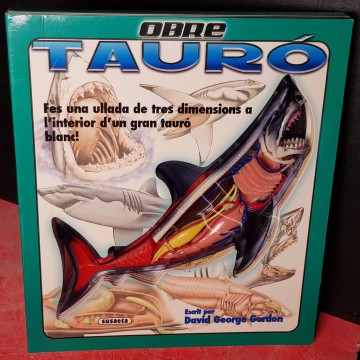 OBRE
TAURÓ
Fes una ullada de tres dimensions a
l'interior d'un gran tauró
blanc!
Escrit per
David George Gordon
susaeta